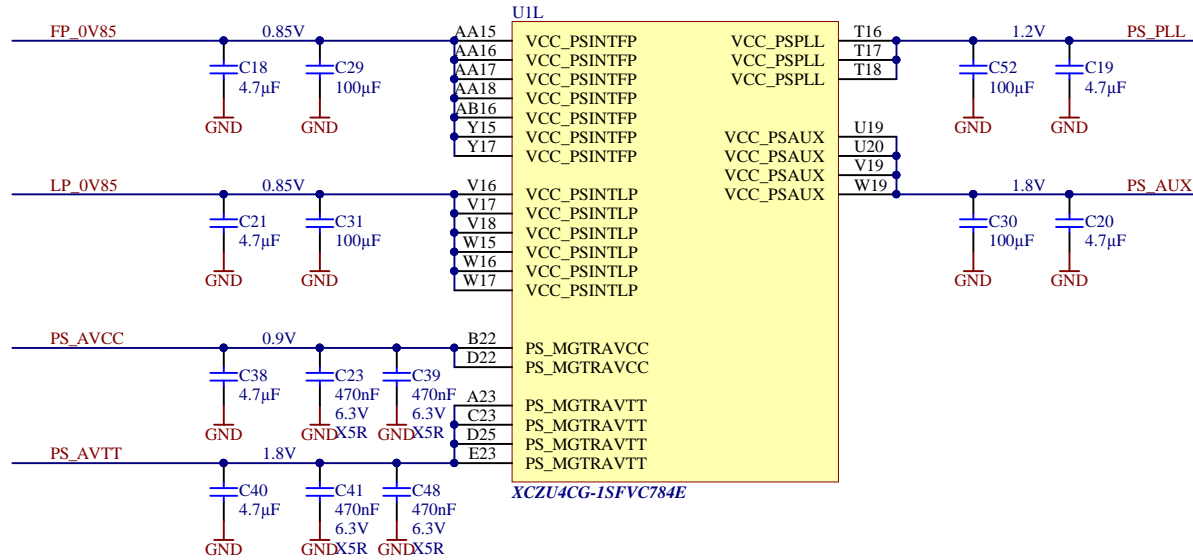 U1L
FP_0V85 0.85V AA15 VCC_PSINTFP VCC_PSPLL T16 1.2V PS_PLL
AA16 VCC_PSINTFP VCC_PSPLL T17
C18 C29 AA17 VCC_PSINTFP VCC_PSPLL T18 C52 C19
4.7µF 100µF AA18 VCC_PSINTFP 100µF 4.7µF
AB16 VCC_PSINTFP
GND GND Y15 VCC_PSINTFP VCC_PSAUX U19 GND GND
Y17 VCC_PSINTFP VCC_PSAUX U20
VCC_PSAUX V19
LP_0V85 0.85V V16 VCC_PSINTLP VCC_PSAUX W19 1.8V PS_AUX
V17 VCC_PSINTLP
C21 C31 V18 VCC_PSINTLP C30 C20
4.7µF 100µF W15 VCC_PSINTLP 100µF 4.7µF
W16 VCC_PSINTLP
GND GND W17 VCC_PSINTLP GND GND
PS_AVCC 0.9V B22 PS_MGTRAVCC
D22 PS_MGTRAVCC
C38 C23 C39
4.7µF 470nF 470nF
A23 PS_MGTRAVTT
6.3V 6.3V
C23 PS_MGTRAVTT
GND GND X5R GND X5R
D25 PS_MGTRAVTT
PS_AVTT 1.8V E23 PS_MGTRAVTT
C40 C41 C48 XCZU4CG-1SFVC784E
4.7µF 470nF 470nF
6.3V 6.3V
GND GND X5R GND X5R